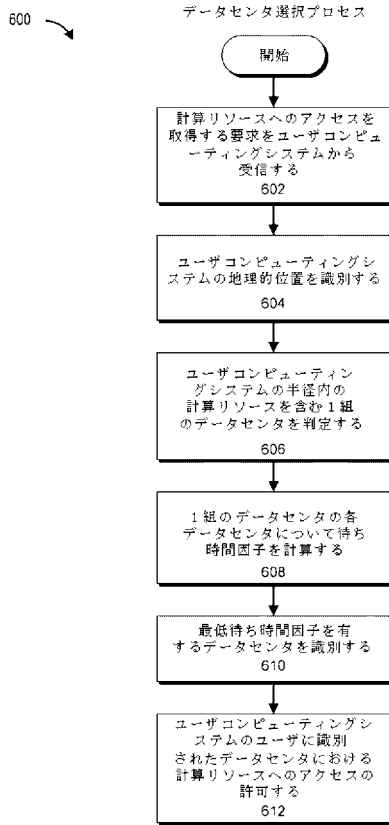 データセンタ選択プロセス
600
開始
計算リソースへのアクセスを
取得する要求をユーザコンピュ
ーティングシステムから
受信する
602
ユーザコンピューティングシ
ステムの地理的位置を識別する
604
ユーザコンピューティン
グシステムの半径内の
計算リソースを含む1組
のデータセンタを判定する
606
1組のデータセンタの各
データセンタについて待ち
時間因子を計算する
608
最低待ち時間因子を有
するデータセンタを識別する
610
ユーザコンピューティングシ
ステムのユーザに識別
されたデータセンタにおける
計算リソースへのアクセスの
許可する
612